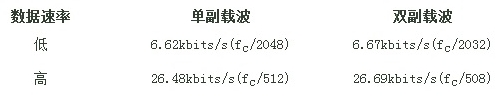 数据速率 单副载波 双副载波
低 6.62kbits/s(fc/2048) 6.67kbits/s(fc/2032)
高 26.48kbits/s(fc/512) 26.69kbits/s(fc/508)